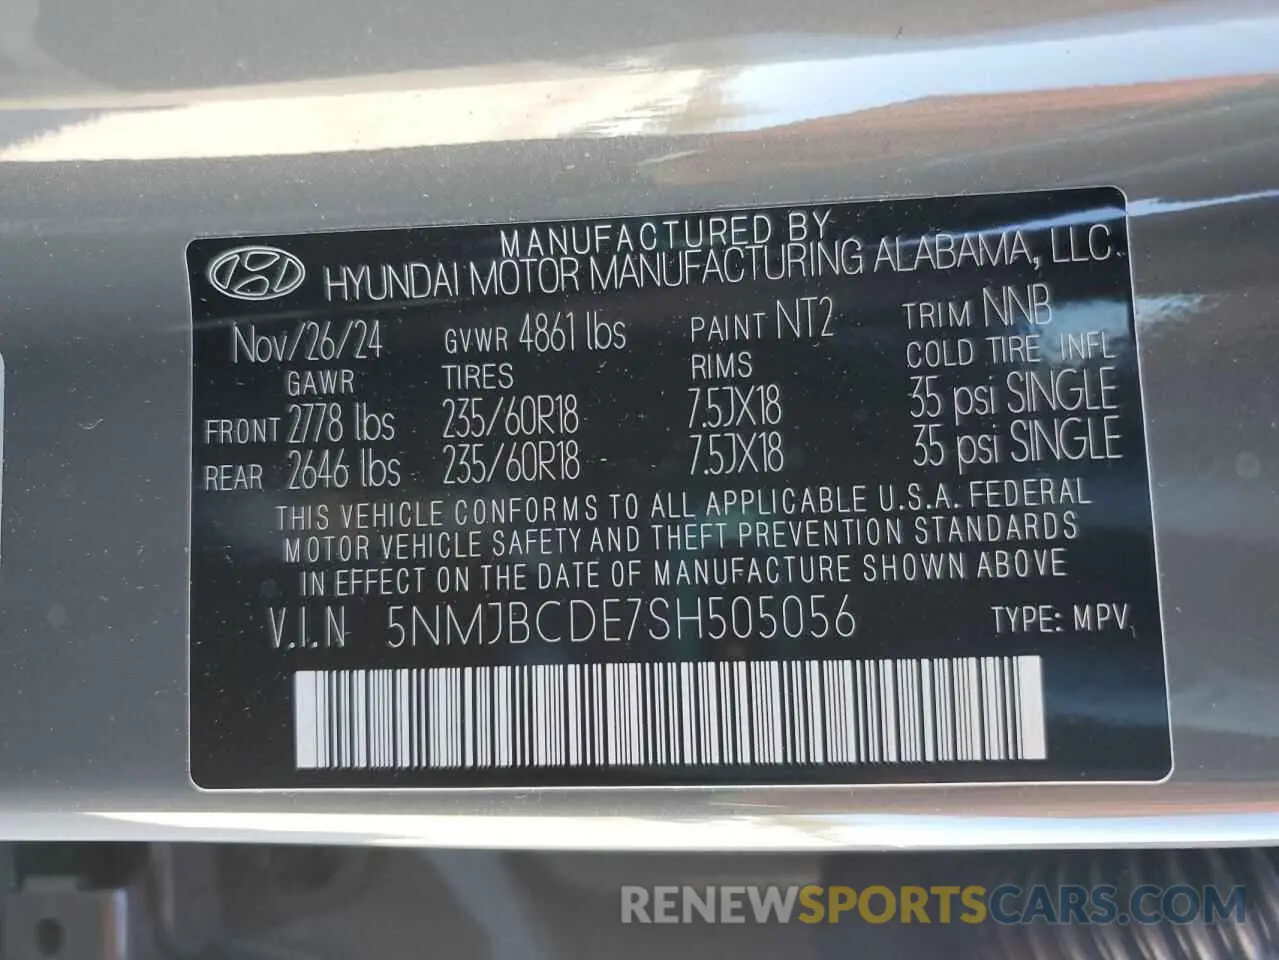 MANUFACTURED BY
HYUNDAI MOTOR MANUFACTURING ALABAMA, LLC.
Nov/26/24 GVWR 4861 lbs PAINT NT2 TRIM NNB
GAWR TIRES RIMS COLD TIRE INFL
FRONT 2778 lbs 235/60R18 7.5JX18 35 psi SINGLE
REAR 2646 lbs 235/60R18 7.5JX18 35 psi SINGLE
THIS VEHICLE CONFORMS TO ALL APPLICABLE U.S.A. FEDERAL
MOTOR VEHICLE SAFETY AND THEFT PREVENTION STANDARDS
IN EFFECT ON THE DATE OF MANUFACTURE SHOWN ABOVE
V.I.N 5NMJBCDE7SH505056 TYPE: MPV
RENEWSPORTSCARS.COM